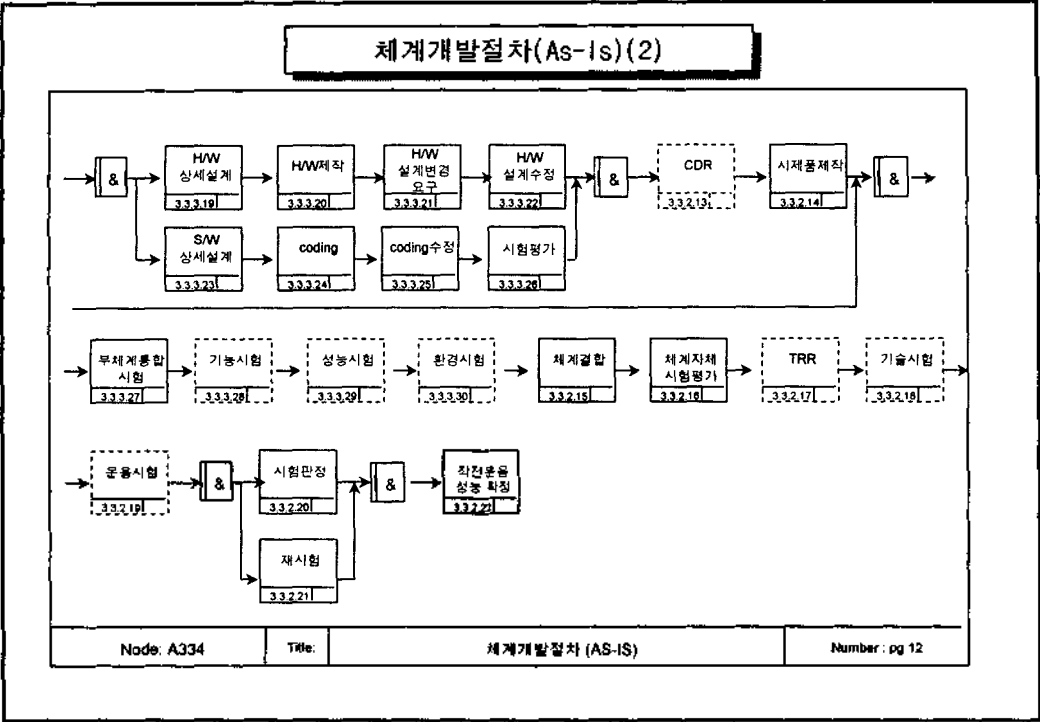 체계개발절차(As-Is)(2)
&
H/W
상세설계
3.3.3.19
H/W제작
3.3.3.20
H/W
설계변경
요구
3.3.3.21
H/W
설계수정
3.3.3.22
&
CDR
3.3.2.13
시제품제작
3.3.2.14
&
S/W
상세설계
3.3.3.23
coding
3.3.3.24
coding수정
3.3.3.25
시험평가
3.3.3.26
부체계통합
시험
3.3.3.27
기능시험
3.3.3.28
성능시험
3.3.3.29
환경시험
3.3.3.30
체계결합
3.3.2.15
체계자체
시험평가
3.3.2.16
TRR
3.3.2.17
기술시험
3.3.2.18
운용시험
3.3.2.19
&
시험판정
3.3.2.20
&
작전운용
성능 확정
3.3.2.22
재시험
3.3.2.21
Node: A334
Title:
체계개발절차 (AS-IS)
Number : pg 12